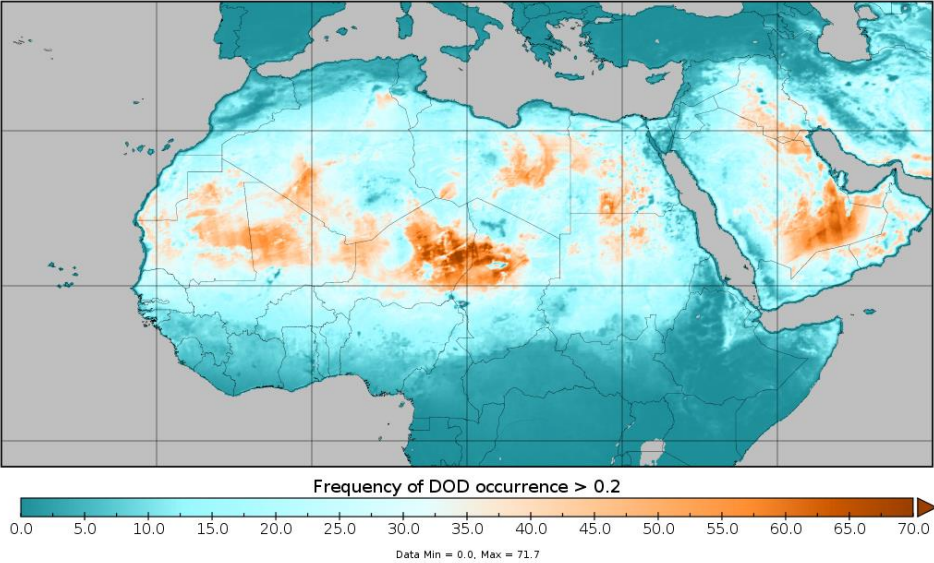 Frequency of DOD occurrence > 0.2
0.0 5.0 10.0 15.0 20.0 25.0 30.0 35.0 40.0 45.0 50.0 55.0 60.0 65.0 70.0
Data Min = 0.0, Max = 71.7